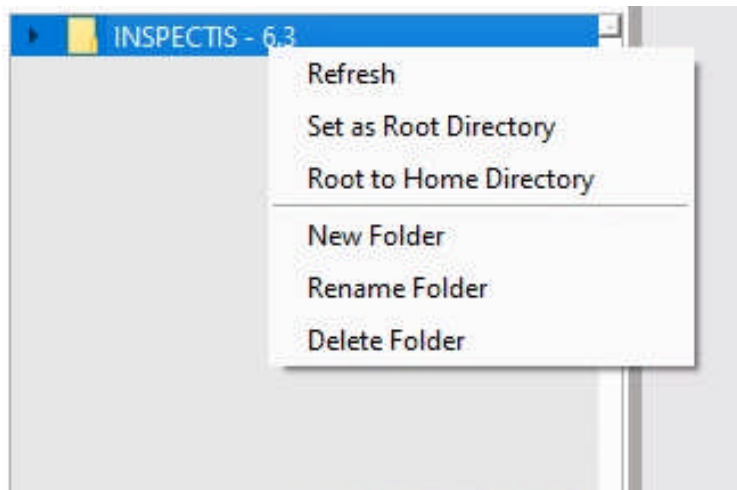 INSPECTIS - 6.3
Refresh
Set as Root Directory
Root to Home Directory
New Folder
Rename Folder
Delete Folder